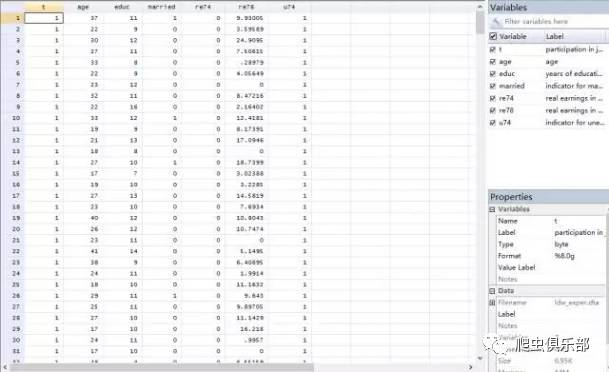 t age educ married re74 re78 u74
1 1 37 11 1 0 9.93005 1
2 1 22 9 0 0 3.59589 1
3 1 30 12 0 0 24.9095 1
4 1 27 11 0 0 7.50615 1
5 1 33 8 0 0 .28979 1
6 1 22 9 0 0 4.05649 1
7 1 23 12 0 0 0 1
8 1 32 11 0 0 8.47216 1
9 1 22 16 0 0 2.16402 1
10 1 33 12 1 0 12.4181 1
11 1 19 9 0 0 8.17391 1
12 1 21 13 0 0 17.0946 1
13 1 18 8 0 0 0 1
14 1 27 10 1 0 18.7399 1
15 1 17 7 0 0 3.02388 1
16 1 19 10 0 0 3.2285 1
17 1 27 13 0 0 14.5819 1
18 1 23 10 0 0 7.6934 1
19 1 40 12 0 0 10.8043 1
20 1 26 12 0 0 10.7474 1
21 1 23 11 0 0 0 1
22 1 41 14 0 0 5.1495 1
23 1 38 9 0 0 6.40895 1
24 1 24 11 0 0 1.9914 1
25 1 18 10 0 0 11.1632 1
26 1 29 11 1 0 9.643 1
27 1 25 11 0 0 9.89705 1
28 1 27 10 0 0 11.1429 1
29 1 17 10 0 0 16.218 1
30 1 24 11 0 0 .9957 1
31 1 17 10 0 0 0 1
Variables
Filter variables here
Variable Label
t participation in j...
age age
educ years of educati...
married indicator for ma...
re74 real earnings in ...
re78 real earnings in ...
u74 indicator for une...
Properties
Variables
Name t
Label participation in
Type byte
Format %8.0g
Value Label
Notes
Data
Filename ldw_exper.dta
Label
Notes
爬虫俱乐部
Size 6.95K